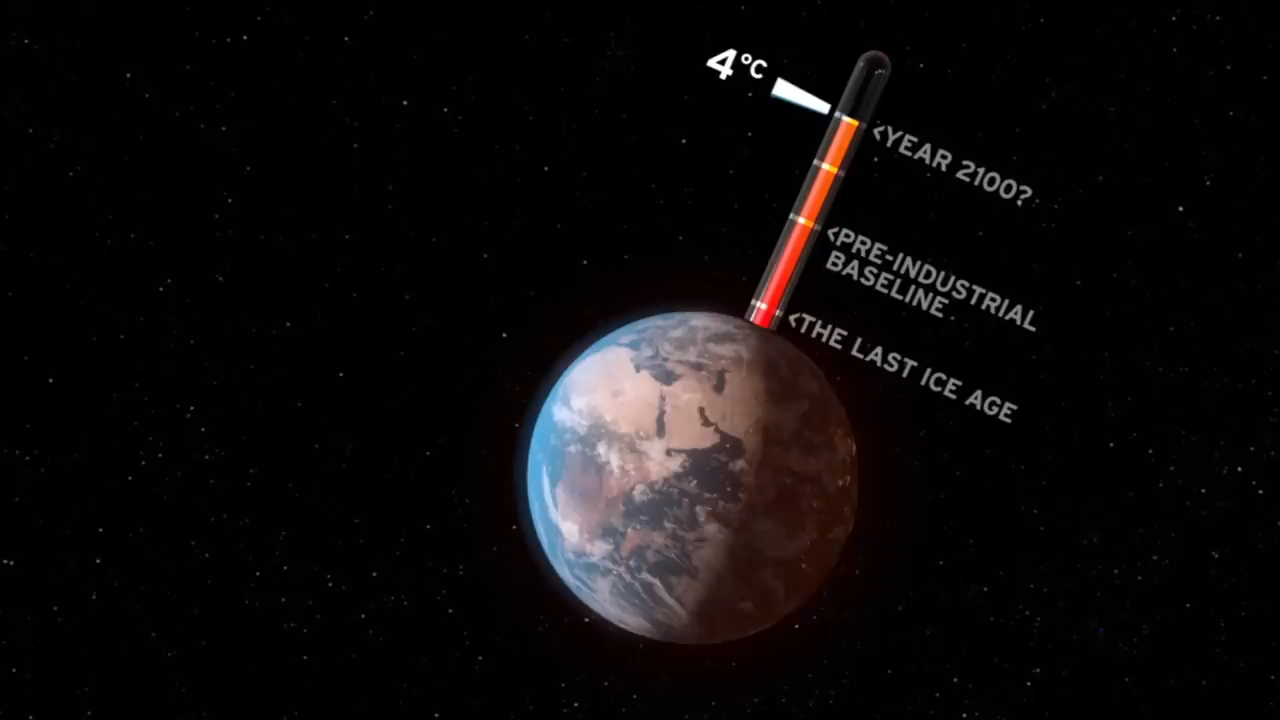 4°C
<YEAR 2100?
<PRE-INDUSTRIAL
BASELINE
<THE LAST ICE AGE